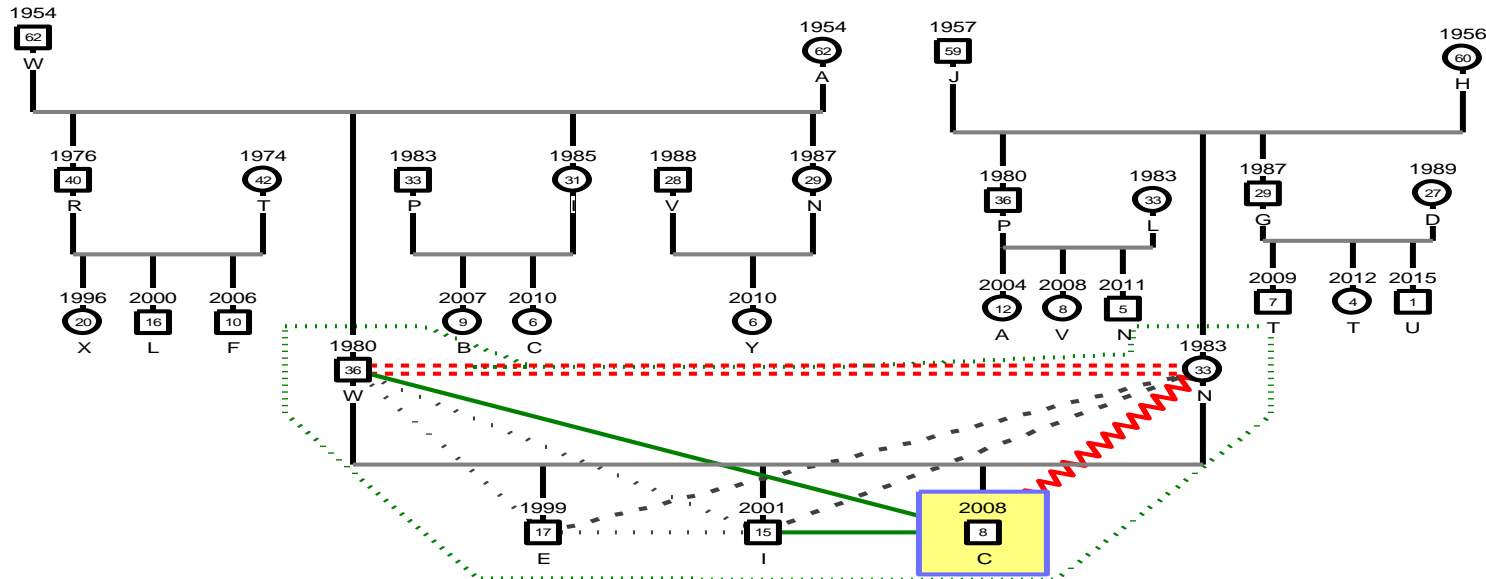 1954 1954 1957 1956
62 62 59 60
W A J H
1976 1974 1983 1985 1988 1987 1980 1983 1987 1989
40 42 33 31 28 29 36 33 29 27
R T P I V N P L G D
1996 2000 2006 2007 2010 2010 2004 2008 2011 2009 2012 2015
20 16 10 9 6 6 12 8 5 7 4 1
X L F B C Y A V N T T U
1980 1983
36 33
W N
1999 2001 2008
17 15 8
E I C